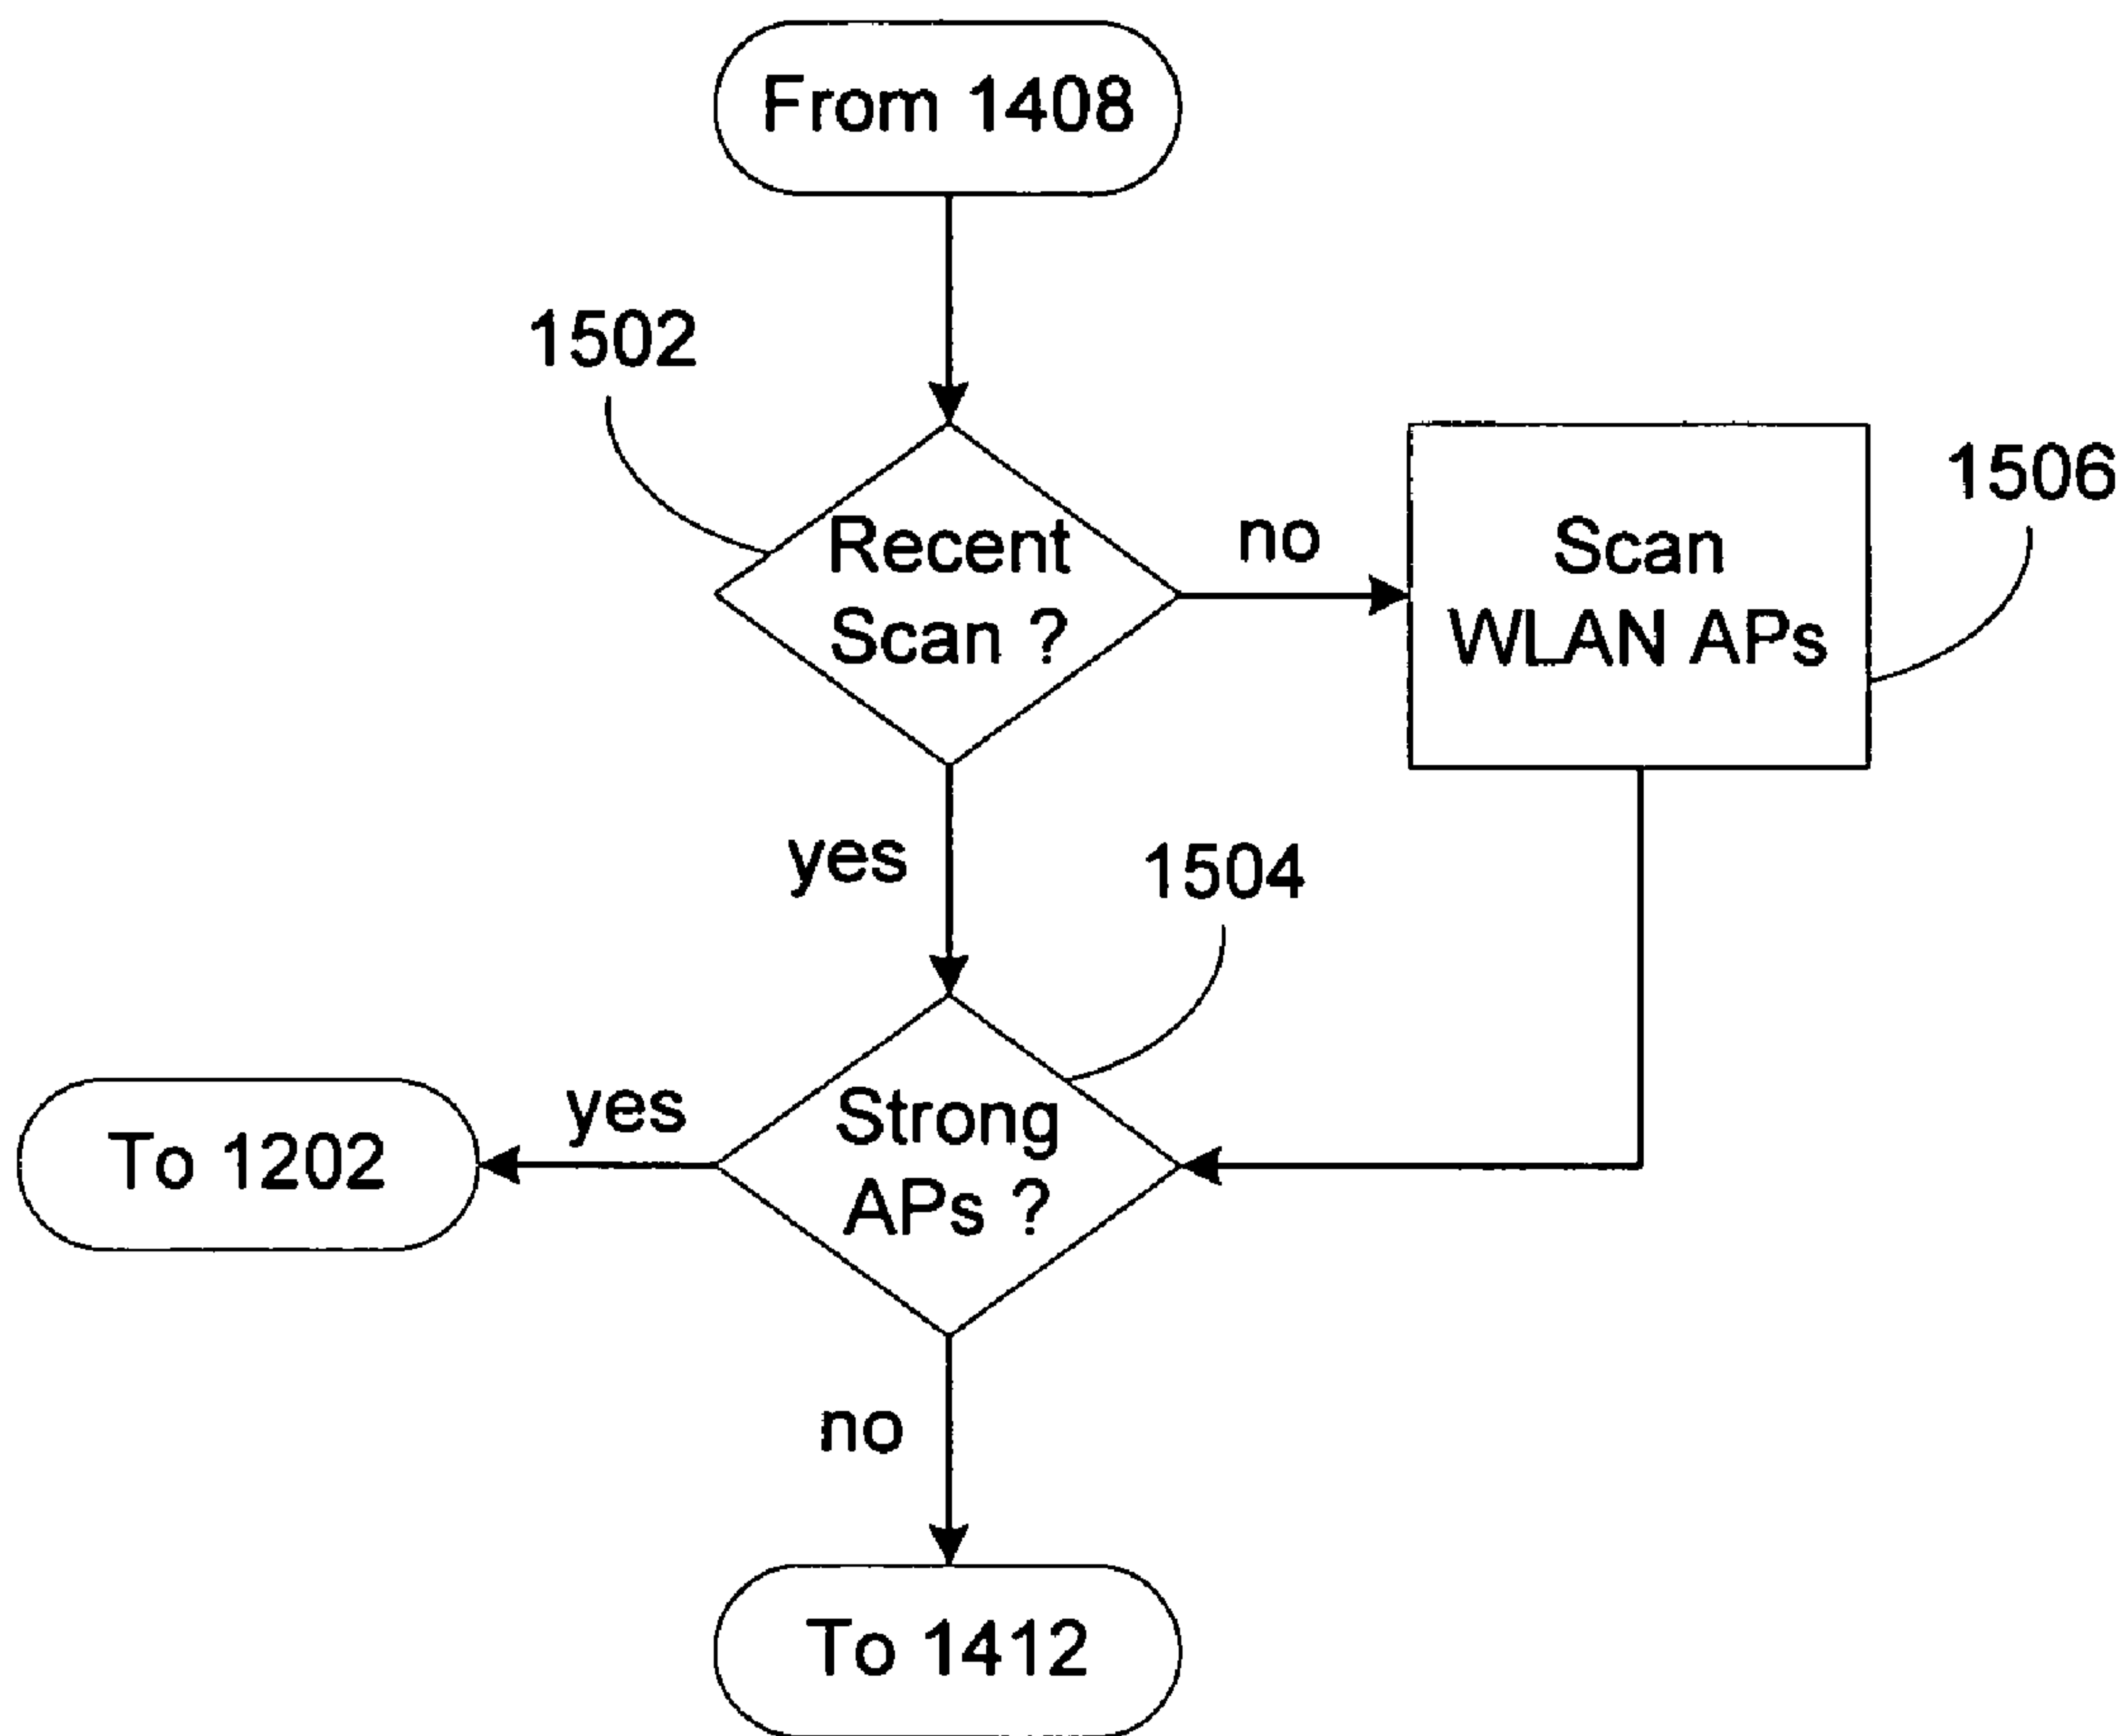 From 1408
1502
Recent
Scan ?
no
Scan
WLAN APs
1506
yes
1504
Strong
APs ?
yes
To 1202
no
To 1412